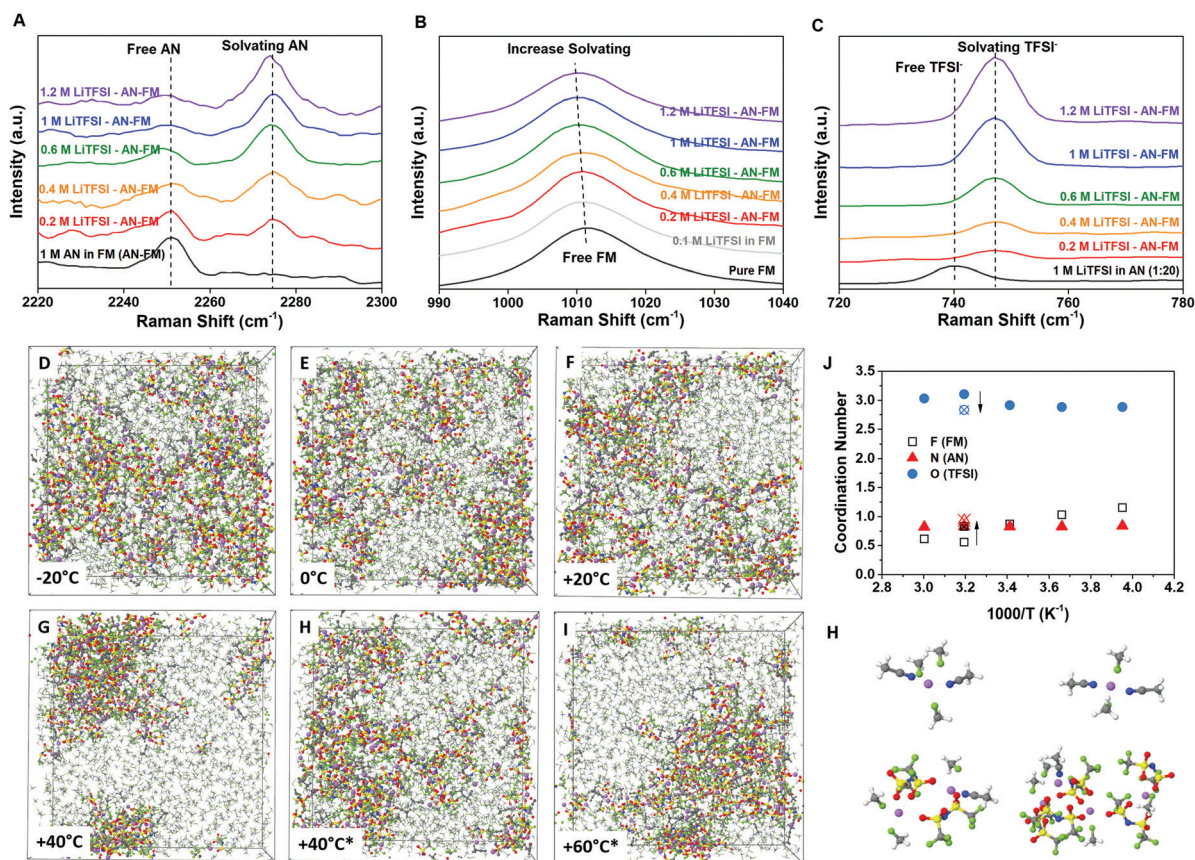 A
Free AN
Solvating AN
1.2 M LiTFSI - AN-FM
1 M LiTFSI - AN-FM
0.6 M LiTFSI - AN-FM
0.4 M LiTFSI - AN-FM
0.2 M LiTFSI - AN-FM
1 M AN in FM (AN-FM)
Intensity (a.u.)
2220 2240 2260 2280 2300
Raman Shift (cm⁻¹)
B
Increase Solvating
1.2 M LiTFSI - AN-FM
1 M LiTFSI - AN-FM
0.6 M LiTFSI - AN-FM
0.4 M LiTFSI - AN-FM
0.2 M LiTFSI - AN-FM
0.1 M LiTFSI in FM
Free FM
Pure FM
Intensity (a.u.)
990 1000 1010 1020 1030 1040
Raman Shift (cm⁻¹)
C
Solvating TFSI⁻
Free TFSI⁻
1.2 M LiTFSI - AN-FM
1 M LiTFSI - AN-FM
0.6 M LiTFSI - AN-FM
0.4 M LiTFSI - AN-FM
0.2 M LiTFSI - AN-FM
1 M LiTFSI in AN (1:20)
Intensity (a.u.)
720 740 760 780
Raman Shift (cm⁻¹)
D
-20°C
E
0°C
F
+20°C
G
+40°C
H
+40°C*
I
+60°C*
J
Coordination Number
3.5
3.0
2.5
2.0
1.5
1.0
0.5
0.0
F (FM)
N (AN)
O (TFSI)
2.8 3.0 3.2 3.4 3.6 3.8 4.0 4.2
1000/T (K⁻¹)
H